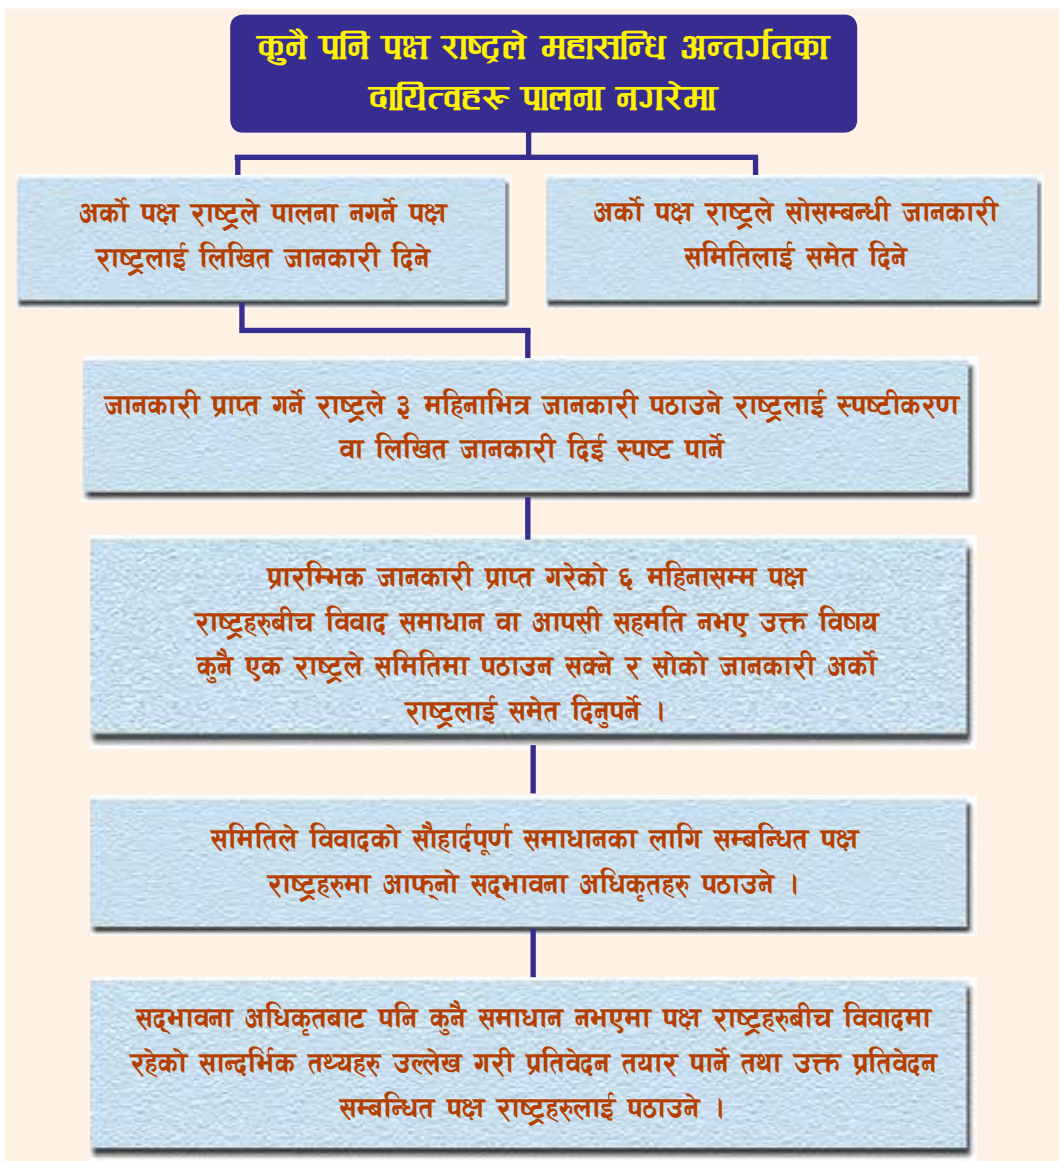 कुनै पनि पक्ष राष्ट्रले महासन्धि अन्तर्गतका
दायित्वहरू पालना नगरेमा
अर्को पक्ष राष्ट्रले पालना नगर्ने पक्ष
राष्ट्रलाई लिखित जानकारी दिने
अर्को पक्ष राष्ट्रले सोसम्बन्धी जानकारी
समितिलाई समेत दिने
जानकारी प्राप्त गर्ने राष्ट्रले ३ महिनाभित्र जानकारी पठाउने राष्ट्रलाई स्पष्टीकरण
वा लिखित जानकारी दिई स्पष्ट पार्ने
प्रारम्भिक जानकारी प्राप्त गरेको ६ महिनासम्म पक्ष
राष्ट्रहरुबीच विवाद समाधान वा आपसी सहमति नभए उक्त विषय
कुनै एक राष्ट्रले समितिमा पठाउन सक्ने र सोको जानकारी अर्को
राष्ट्रलाई समेत दिनुपर्ने ।
समितिले विवादको सौहार्दपूर्ण समाधानका लागि सम्बन्धित पक्ष
राष्ट्रहरुमा आफ्‌नो सद्‌भावना अधिकृतहरु पठाउने ।
सद्‌भावना अधिकृतबाट पनि कुनै समाधान नभएमा पक्ष राष्ट्रहरुबीच विवादमा
रहेको सान्दर्भिक तथ्यहरु उल्लेख गरी प्रतिवेदन तयार पार्ने तथा उक्त प्रतिवेदन
सम्बन्धित पक्ष राष्ट्रहरुलाई पठाउने ।